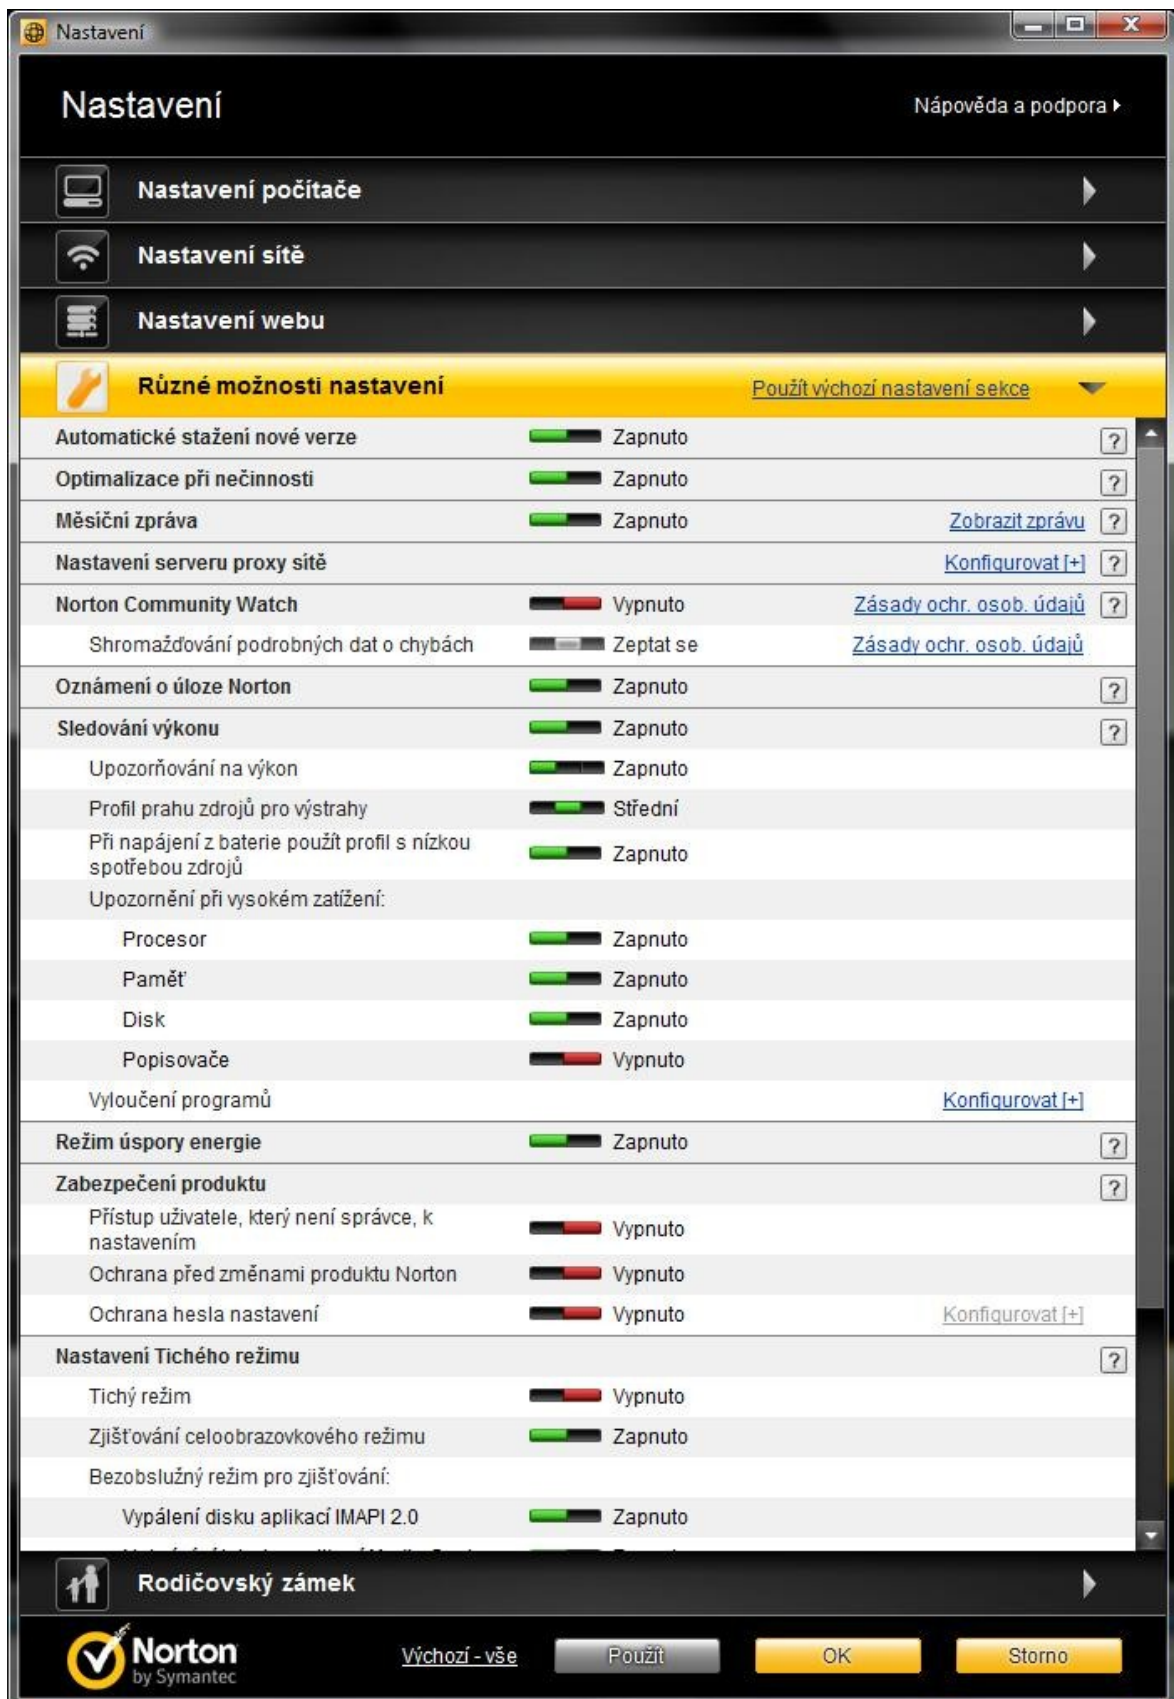 Nastavení
Nastavení
Nápověda a podpora
Nastavení počítače
Nastavení sítě
Nastavení webu
Různé možnosti nastavení
Použít výchozí nastavení sekce
Automatické stažení nové verze Zapnuto ?
Optimalizace při nečinnosti Zapnuto ?
Měsíční zpráva Zapnuto Zobrazit zprávu ?
Nastavení serveru proxy sítě Konfigurovat [+] ?
Norton Community Watch Vypnuto Zásady ochr. osob. údajů ?
Shromažďování podrobných dat o chybách Zeptat se Zásady ochr. osob. údajů
Oznámení o úloze Norton Zapnuto ?
Sledování výkonu Zapnuto ?
Upozorňování na výkon Zapnuto
Profil prahu zdrojů pro výstrahy Střední
Při napájení z baterie použít profil s nízkou
spotřebou zdrojů Zapnuto
Upozornění při vysokém zatížení:
Procesor Zapnuto
Paměť Zapnuto
Disk Zapnuto
Popisovače Vypnuto
Vyloučení programů Konfigurovat [+]
Režim úspory energie Zapnuto ?
Zabezpečení produktu ?
Přístup uživatele, který není správce, k
nastavením Vypnuto
Ochrana před změnami produktu Norton Vypnuto
Ochrana hesla nastavení Vypnuto Konfigurovat [+]
Nastavení Tichého režimu ?
Tichý režim Vypnuto
Zjišťování celoobrazovkového režimu Zapnuto
Bezobslužný režim pro zjišťování:
Vypálení disku aplikací IMAPI 2.0 Zapnuto
Rodičovský zámek
Norton
by Symantec
Výchozí - vše
Použít
OK
Storno